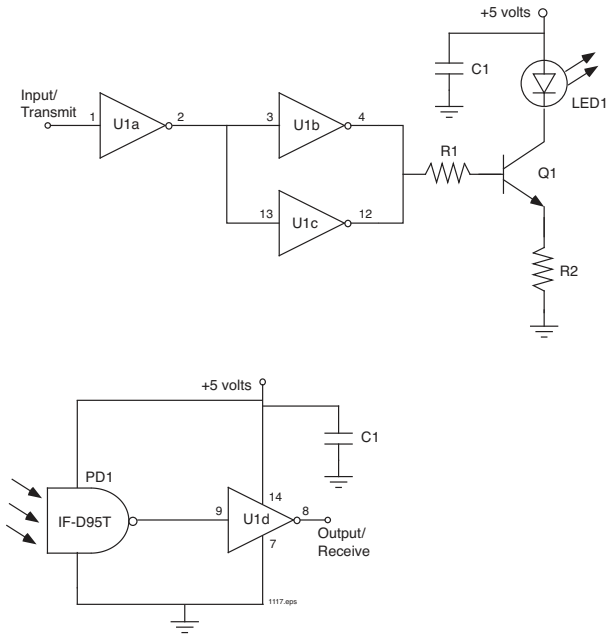 +5 volts
C1
LED1
Input/
Transmit
1
U1a
2
3
U1b
4
R1
Q1
13
U1c
12
R2
+5 volts
C1
PD1
IF-D95T
9
U1d
14
8
7
Output/
Receive
1117.eps